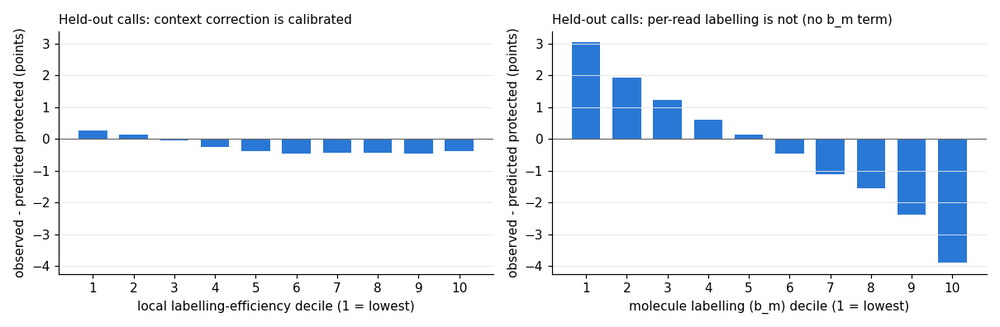 Held-out calls: context correction is calibrated
observed - predicted protected (points)
3
2
1
0
−1
−2
−3
−4
1 2 3 4 5 6 7 8 9 10
local labelling-efficiency decile (1 = lowest)
Held-out calls: per-read labelling is not (no b_m term)
observed - predicted protected (points)
3
2
1
0
−1
−2
−3
−4
1 2 3 4 5 6 7 8 9 10
molecule labelling (b_m) decile (1 = lowest)